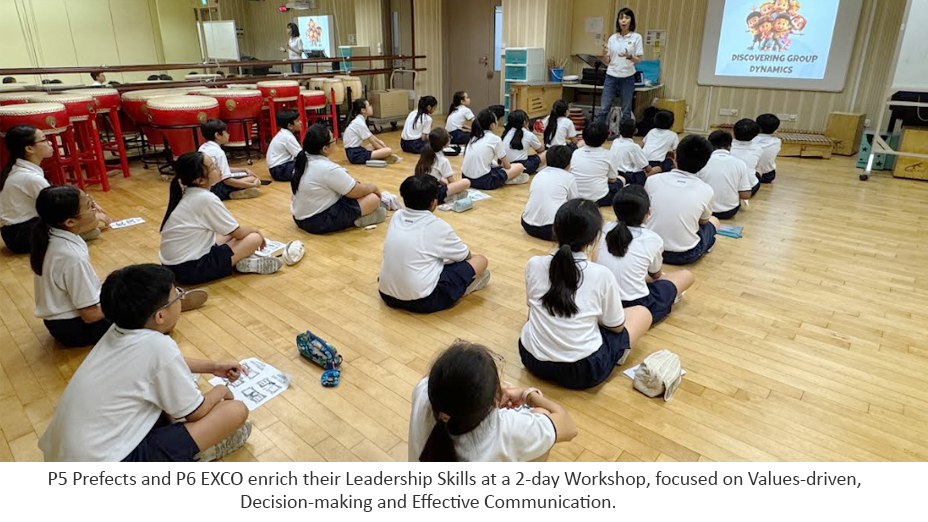 DISCOVERING GROUP
DYNAMICS
P5 Prefects and P6 EXCO enrich their Leadership Skills at a 2-day Workshop, focused on Values-driven,
Decision-making and Effective Communication.